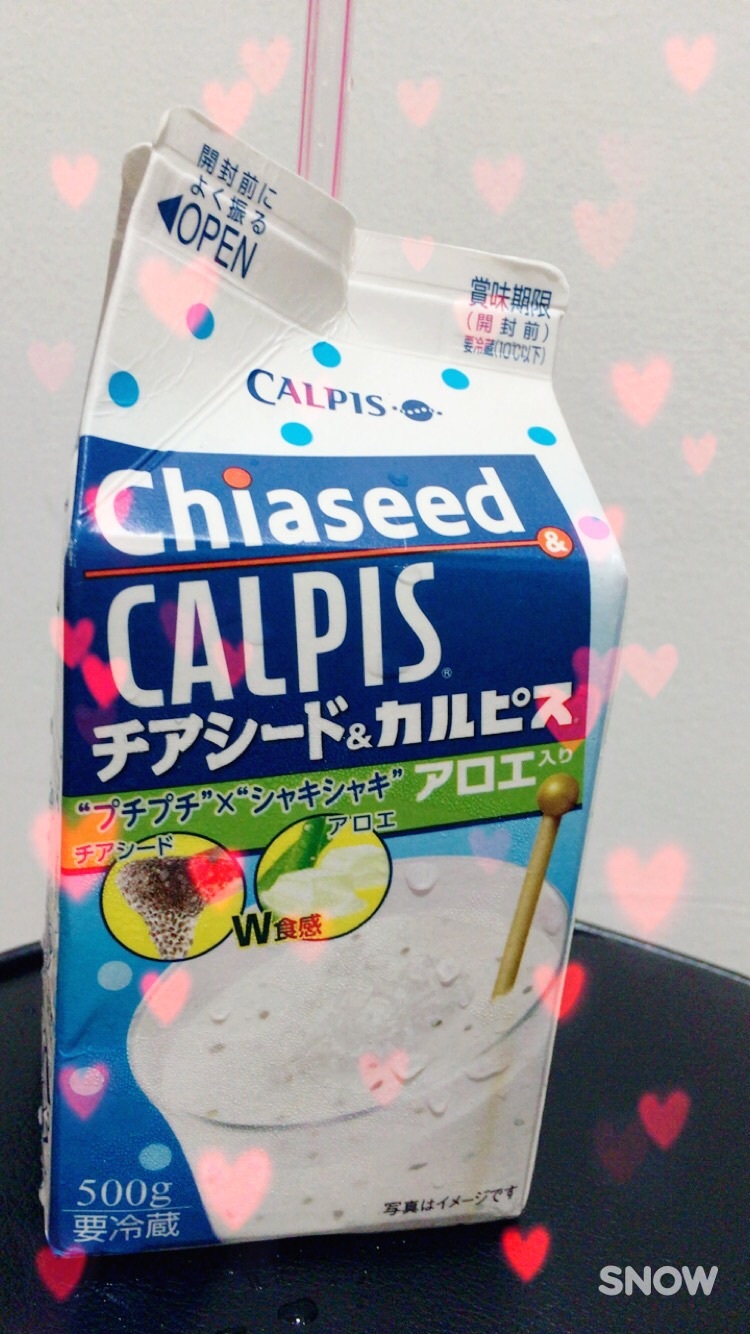 開封前に
よく振る
◀OPEN
賞味期限
(開封前)
要冷蔵(10℃以下)
CALPIS
Chiaseed
&
CALPIS®
チアシード&カルピス®
“プチプチ”×“シャキシャキ” アロエ入り
チアシード
アロエ
W食感
500g
要冷蔵
写真はイメージです
SNOW